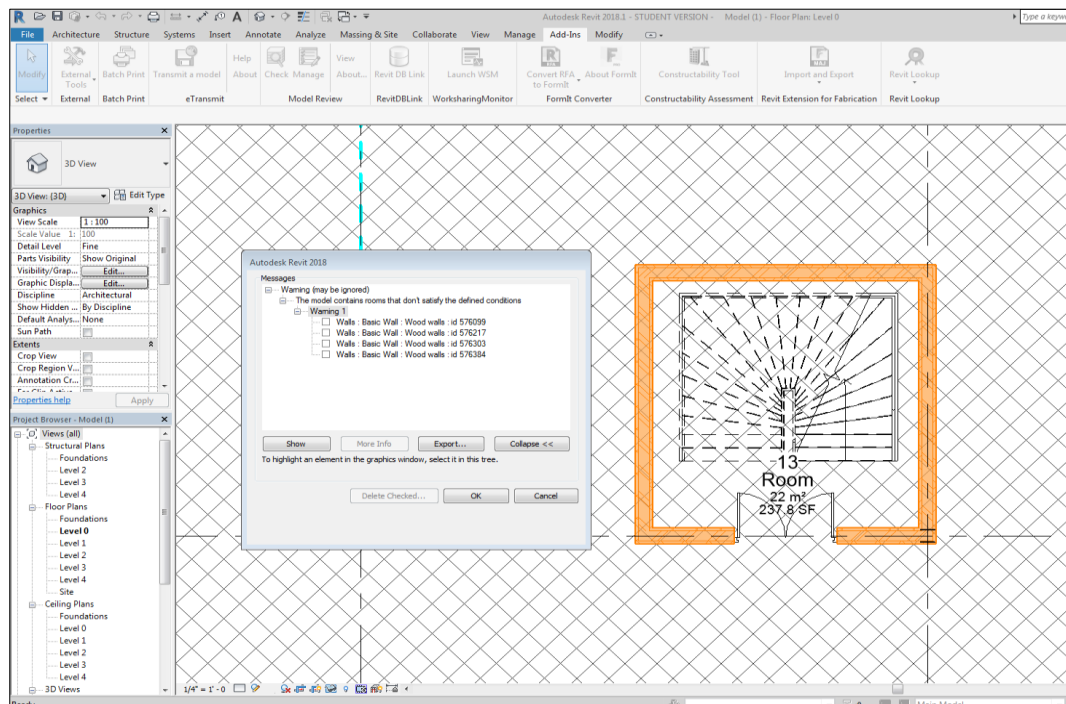 Autodesk Revit 2018.1 - STUDENT VERSION - Model (1) - Floor Plan: Level 0
Type a keyw
File Architecture Structure Systems Insert Annotate Analyze Massing & Site Collaborate View Manage Add-Ins Modify
Modify External Tools Batch Print Transmit a model Help About Check Manage View About... Revit DB Link Launch WSM Convert RFA to FormIt About FormIt Constructability Tool Import and Export Revit Lookup
Select External Batch Print eTransmit Model Review RevitDBLink WorksharingMonitor FormIt Converter Constructability Assessment Revit Extension for Fabrication Revit Lookup
Properties
3D View
3D View: {3D} Edit Type
Graphics
View Scale 1 : 100
Scale Value 1: 100
Detail Level Fine
Parts Visibility Show Original
Visibility/Grap... Edit...
Graphic Displa... Edit...
Discipline Architectural
Show Hidden ... By Discipline
Default Analys... None
Sun Path
Extents
Crop View
Crop Region V...
Annotation Cr...
Far Clip Active
Properties help Apply
Project Browser - Model (1)
Views (all)
Structural Plans
Foundations
Level 2
Level 3
Level 4
Floor Plans
Foundations
Level 0
Level 1
Level 2
Level 3
Level 4
Site
Ceiling Plans
Foundations
Level 0
Level 1
Level 2
Level 3
Level 4
3D Views
Autodesk Revit 2018
Messages
Warning (may be ignored)
The model contains rooms that don't satisfy the defined conditions
Warning 1
Walls : Basic Wall : Wood walls : id 576099
Walls : Basic Wall : Wood walls : id 576217
Walls : Basic Wall : Wood walls : id 576303
Walls : Basic Wall : Wood walls : id 576384
Show More Info Export... Collapse <<
To highlight an element in the graphics window, select it in this tree.
Delete Checked... OK Cancel
13
Room
22 m²
237.8 SF
1/4" = 1'-0
Ready
Main Model